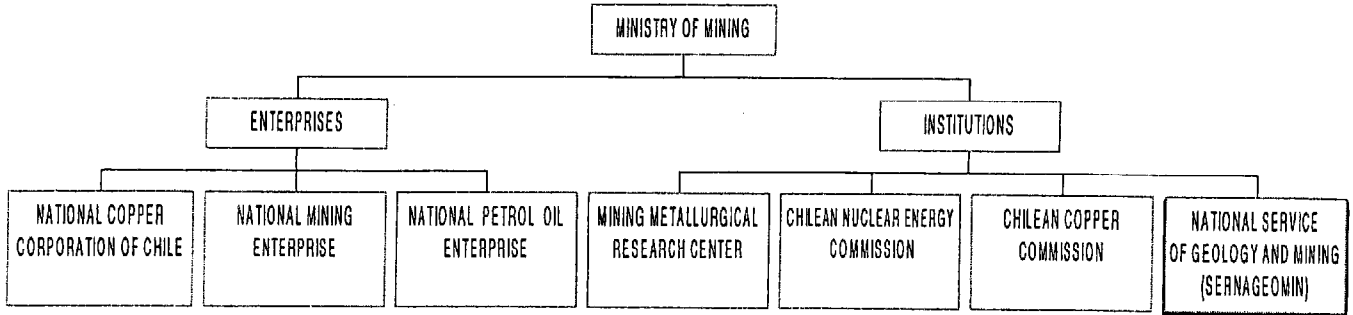 MINISTRY OF MINING
ENTERPRISES
INSTITUTIONS
NATIONAL COPPER
CORPORATION OF CHILE
NATIONAL MINING
ENTERPRISE
NATIONAL PETROL OIL
ENTERPRISE
MINING METALLURGICAL
RESEARCH CENTER
CHILEAN NUCLEAR ENERGY
COMMISSION
CHILEAN COPPER
COMMISSION
NATIONAL SERVICE
OF GEOLOGY AND MINING
(SERNAGEOMIN)